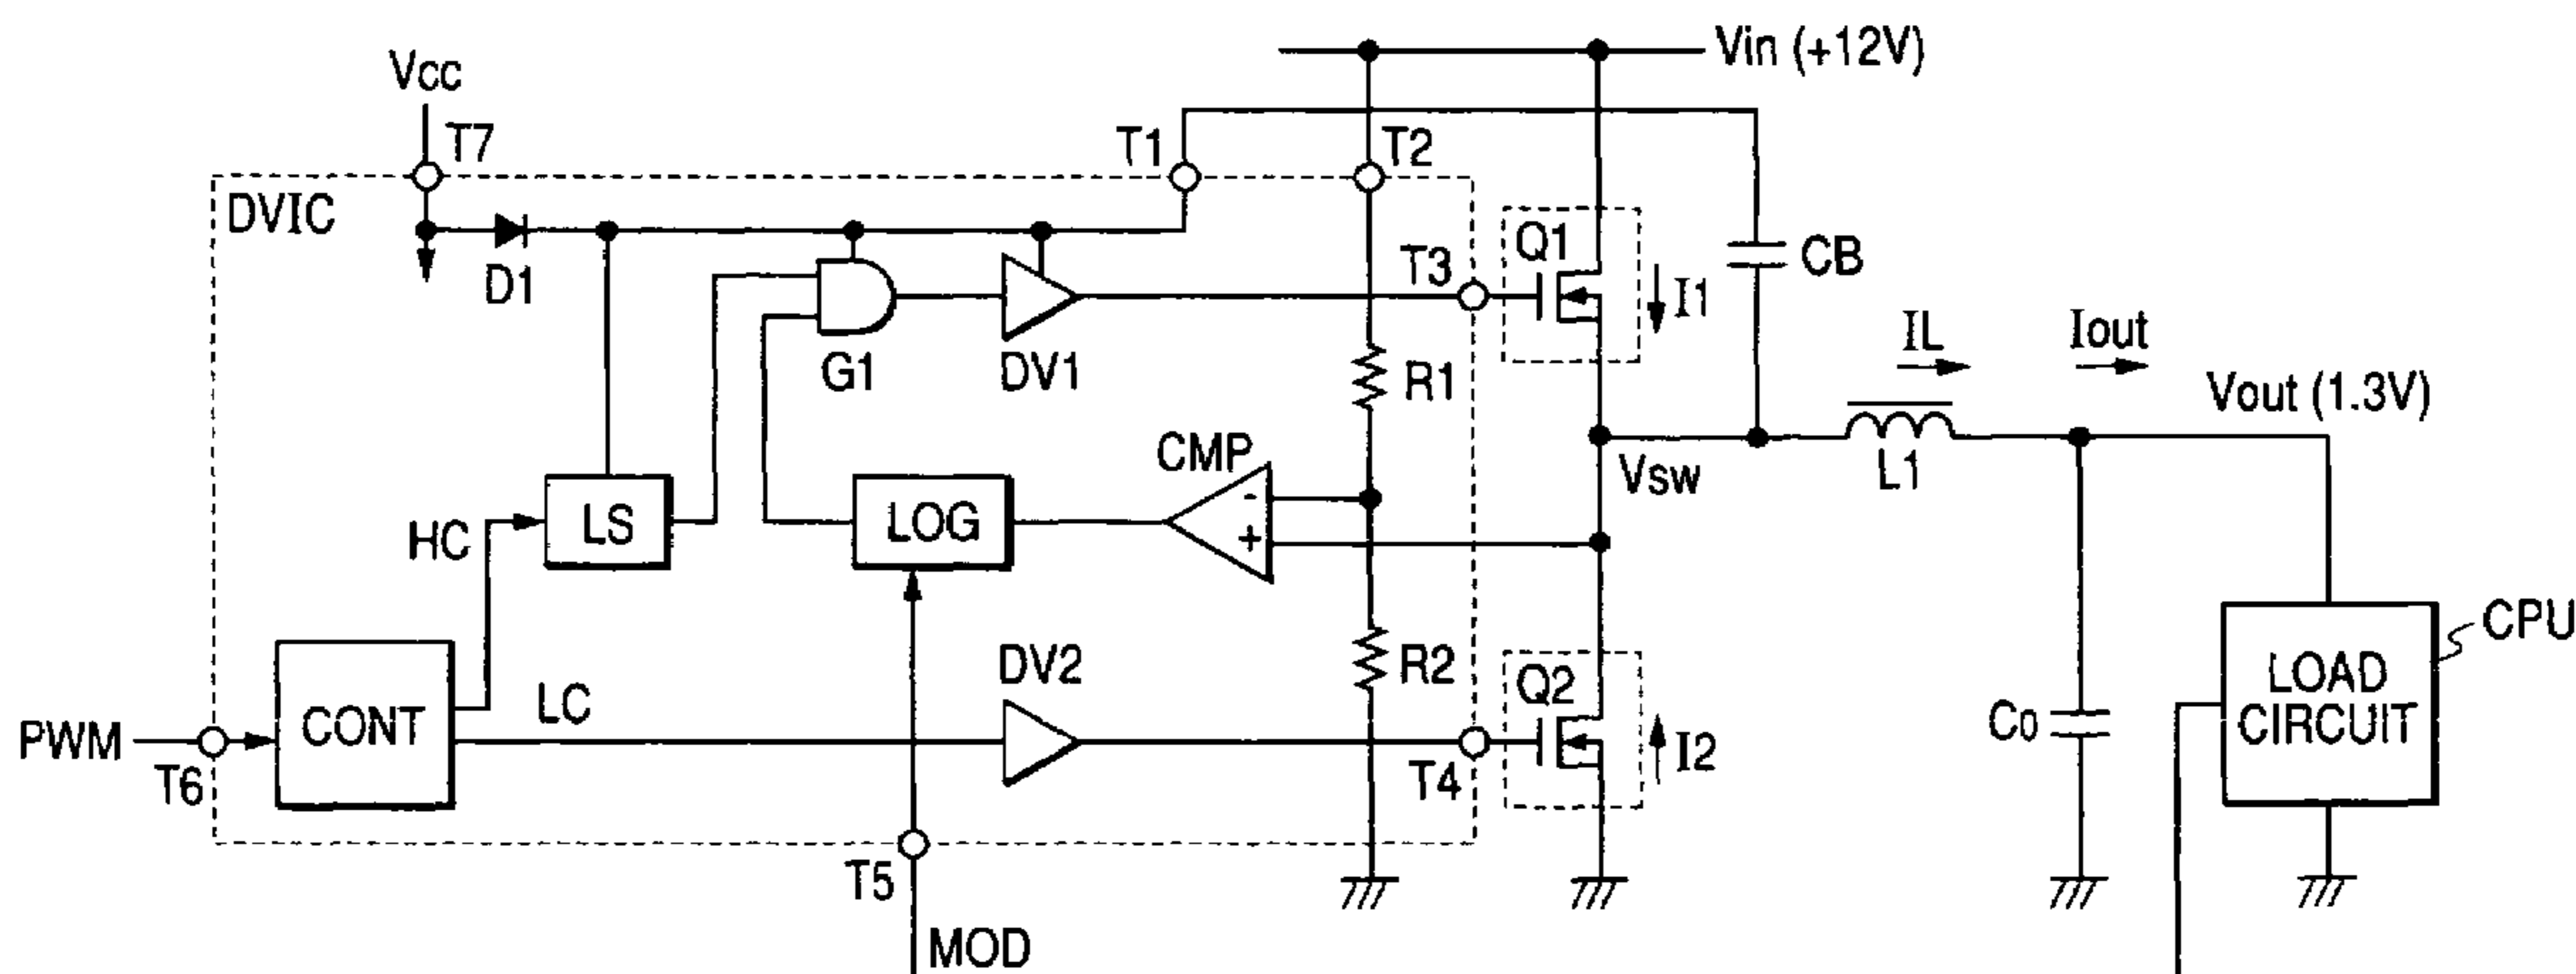 Vin (+12V)
Vcc
T7
T1
T2
DVIC
Q1
T3
D1
CB
I1
G1
DV1
R1
IL
Iout
Vout (1.3V)
CMP
-
+
Vsw
L1
HC
LS
LOG
CPU
DV2
R2
Q2
LC
LOAD
CIRCUIT
PWM
CONT
C0
T6
T4
I2
T5
MOD